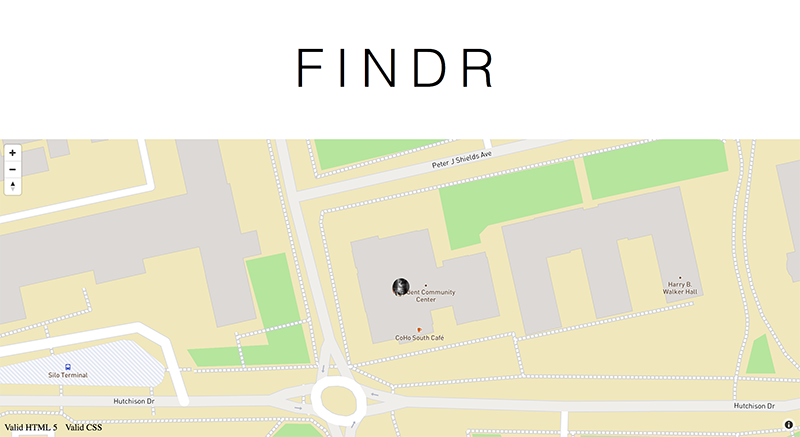 FINDR
Peter J Shields Ave
dent Community
Center
Harry B.
Walker Hall
CoHo South Café
Silo Terminal
Hutchison Dr
Hutchison Dr
Valid HTML 5 Valid CSS